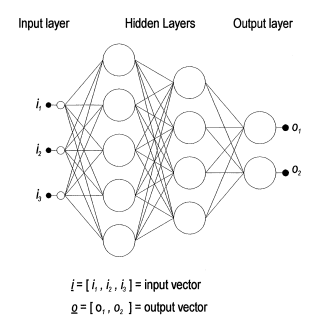 Input layer Hidden Layers Output layer
i₁
o₁
i₂
o₂
i₃
i = [ i₁ , i₂ , i₃ ] = input vector
o = [ o₁ , o₂ ] = output vector